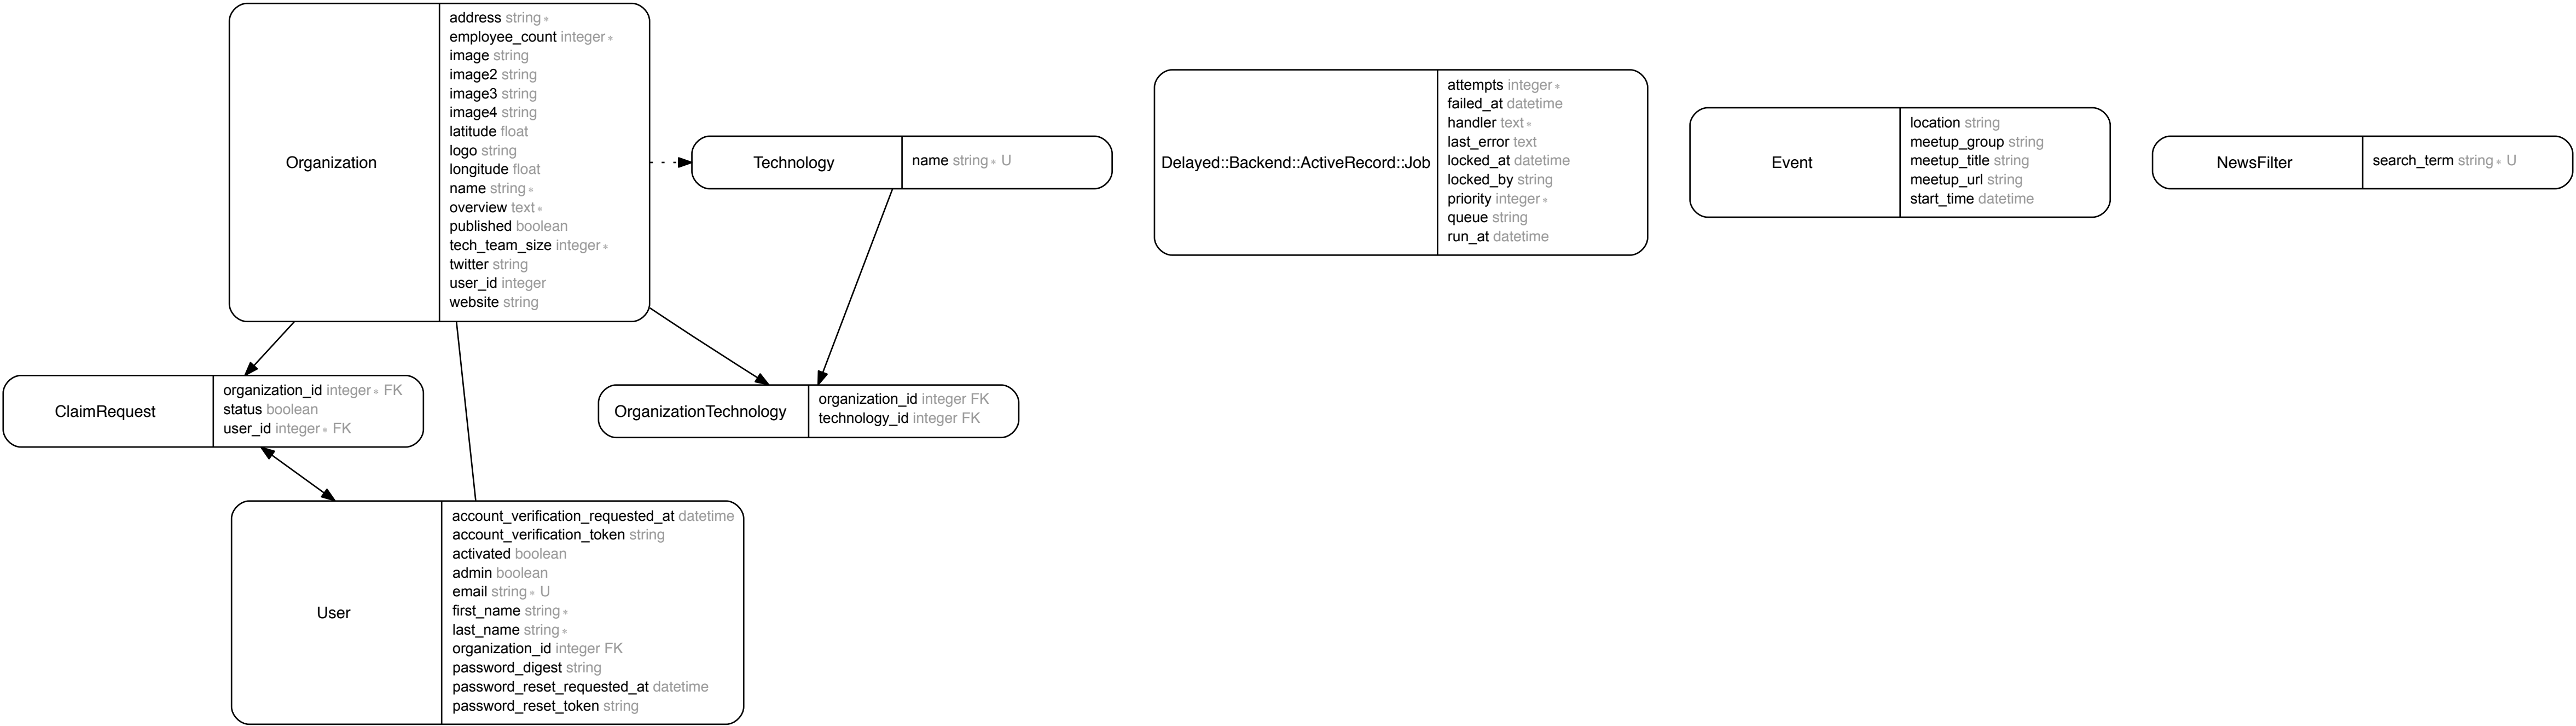 Organization
address string *
employee_count integer *
image string
image2 string
image3 string
image4 string
latitude float
logo string
longitude float
name string *
overview text *
published boolean
tech_team_size integer *
twitter string
user_id integer
website string
Technology
name string * U
Delayed::Backend::ActiveRecord::Job
attempts integer *
failed_at datetime
handler text *
last_error text
locked_at datetime
locked_by string
priority integer *
queue string
run_at datetime
Event
location string
meetup_group string
meetup_title string
meetup_url string
start_time datetime
NewsFilter
search_term string * U
ClaimRequest
organization_id integer * FK
status boolean
user_id integer * FK
OrganizationTechnology
organization_id integer FK
technology_id integer FK
User
account_verification_requested_at datetime
account_verification_token string
activated boolean
admin boolean
email string * U
first_name string *
last_name string *
organization_id integer FK
password_digest string
password_reset_requested_at datetime
password_reset_token string